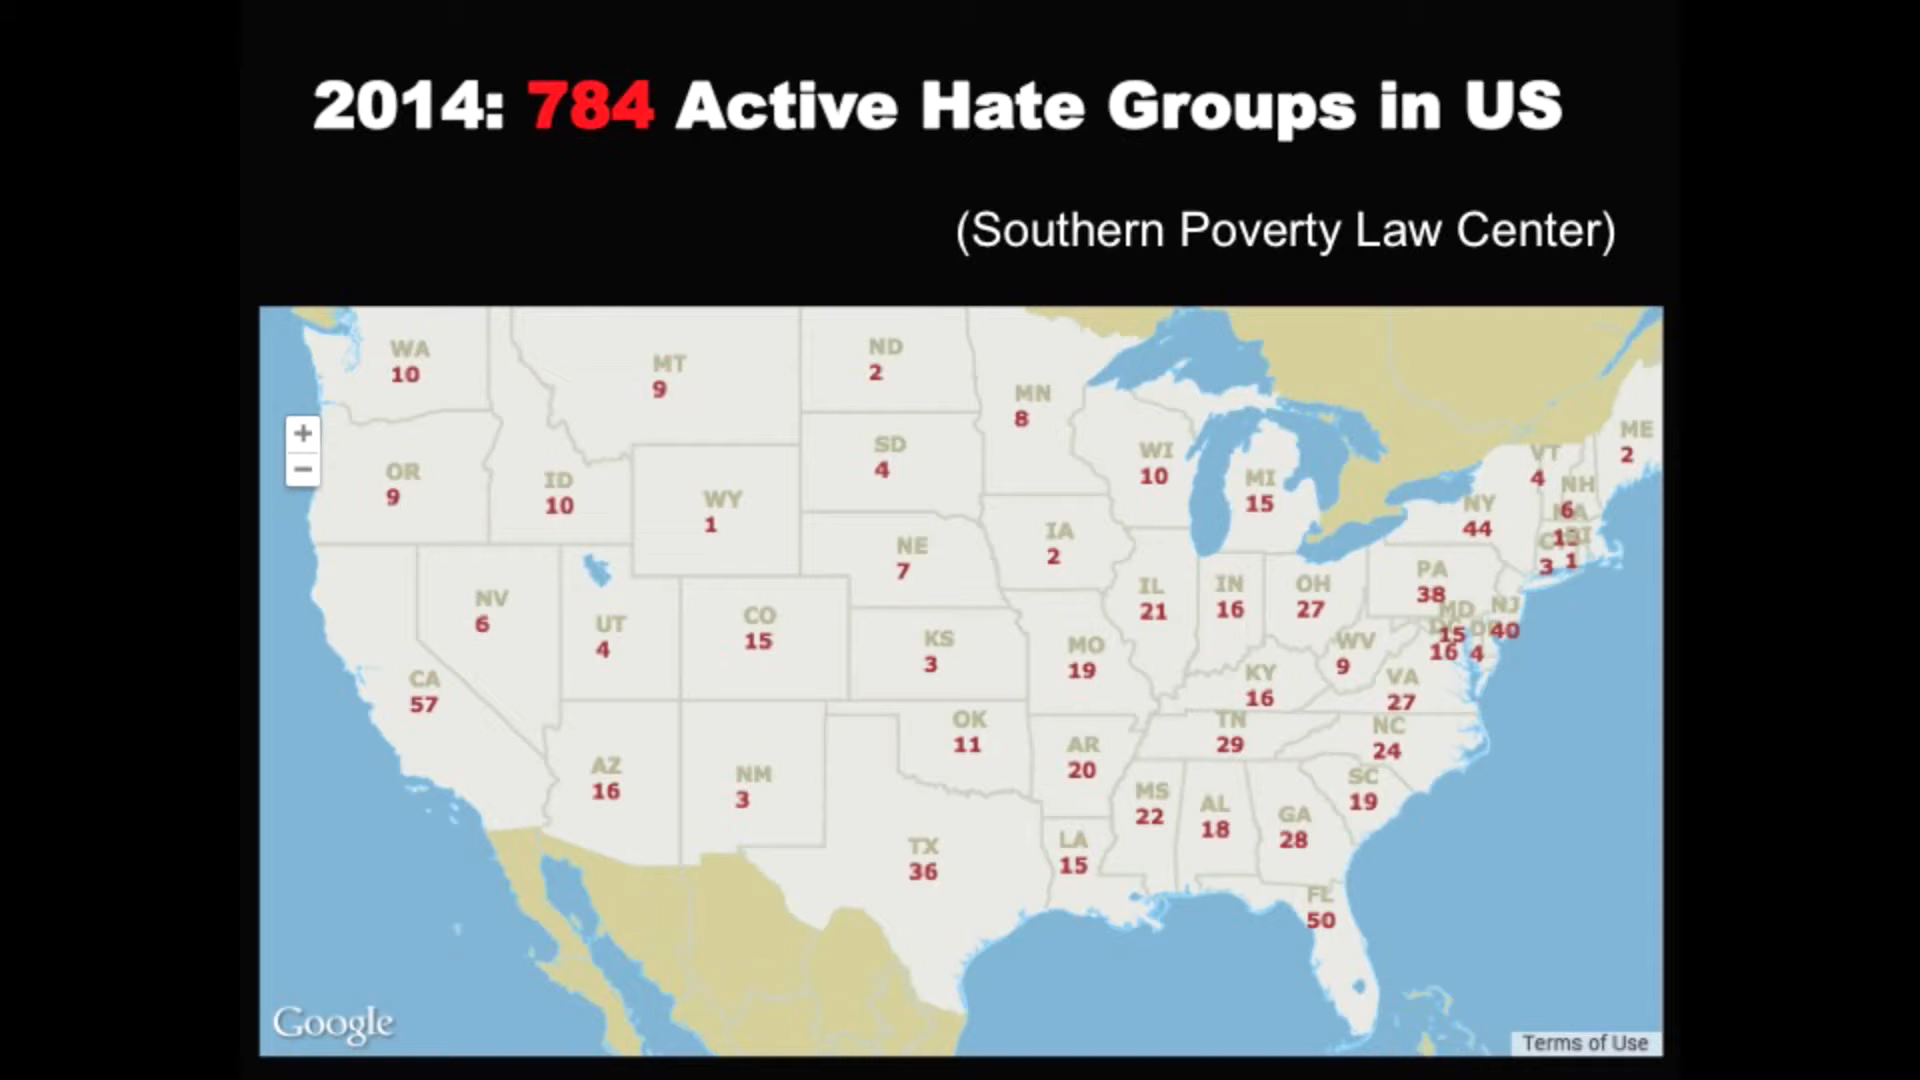 2014: 784 Active Hate Groups in US
(Southern Poverty Law Center)
WA
10
MT
9
ND
2
MN
8
OR
9
ID
10
WY
1
SD
4
WI
10
MI
15
VT
4
NH
6
ME
2
NY
44
NV
6
UT
4
CO
15
NE
7
IA
2
IL
21
IN
16
OH
27
PA
38
3
1
MD
15
NJ
40
16
4
CA
57
KS
3
MO
19
KY
16
WV
9
VA
27
AZ
16
NM
3
OK
11
AR
20
TN
29
NC
24
SC
19
TX
36
LA
15
MS
22
AL
18
GA
28
FL
50
+
−
Google
Terms of Use